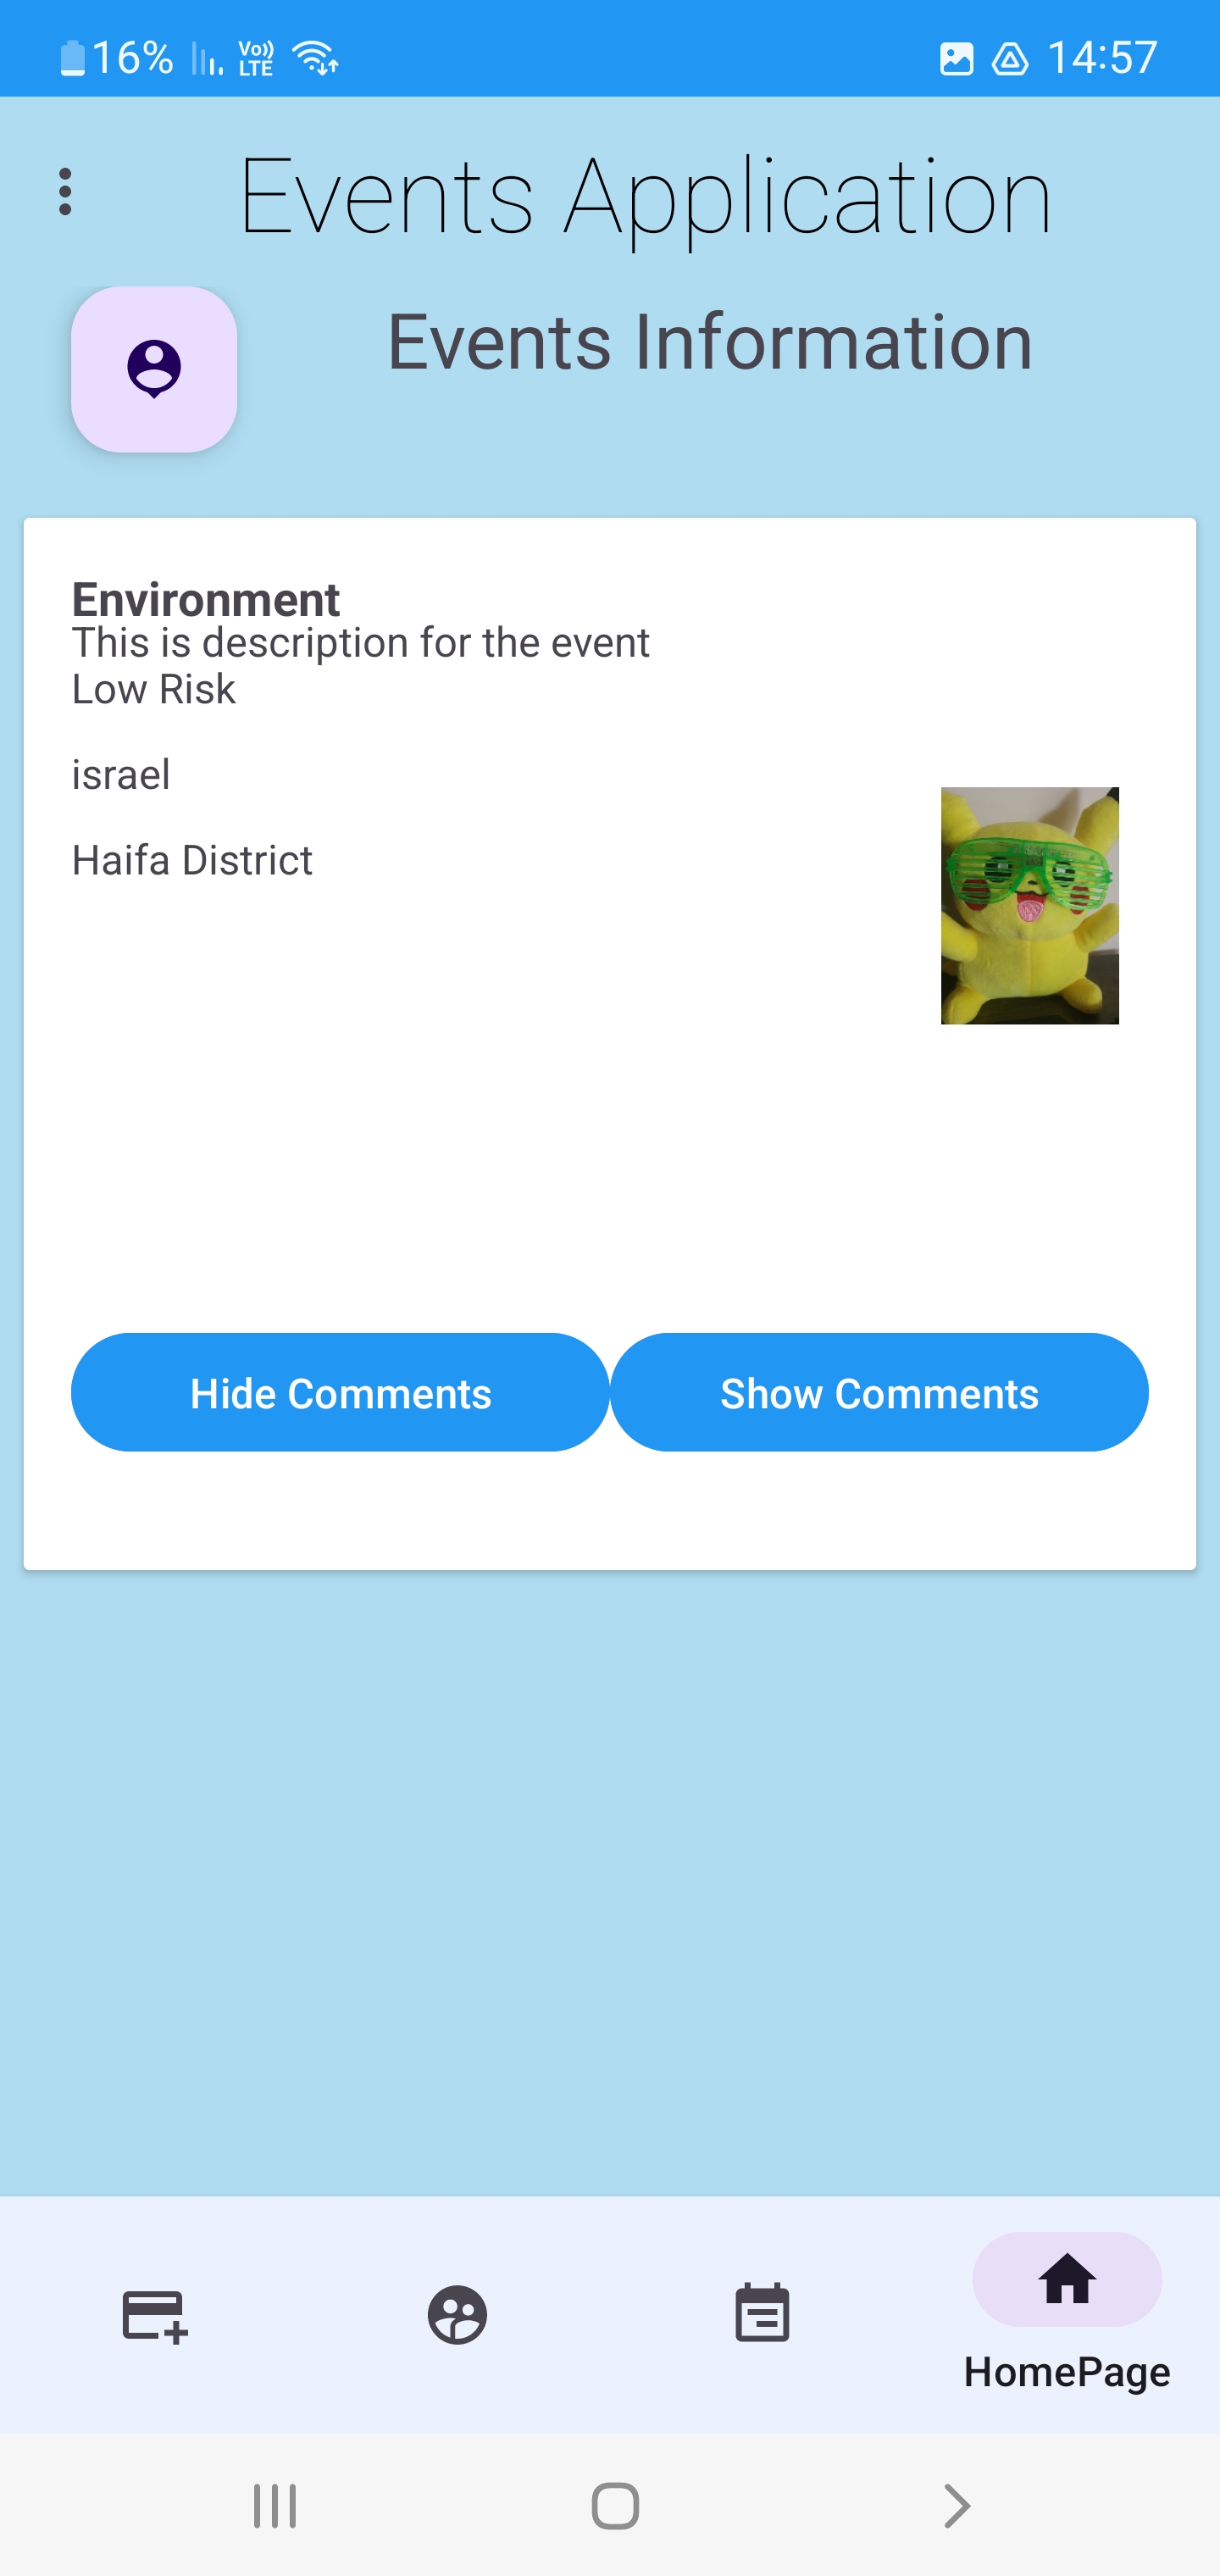 16% Vo)) LTE 14:57
Events Application
Events Information
Environment
This is description for the event
Low Risk
israel
Haifa District
Hide Comments Show Comments
HomePage